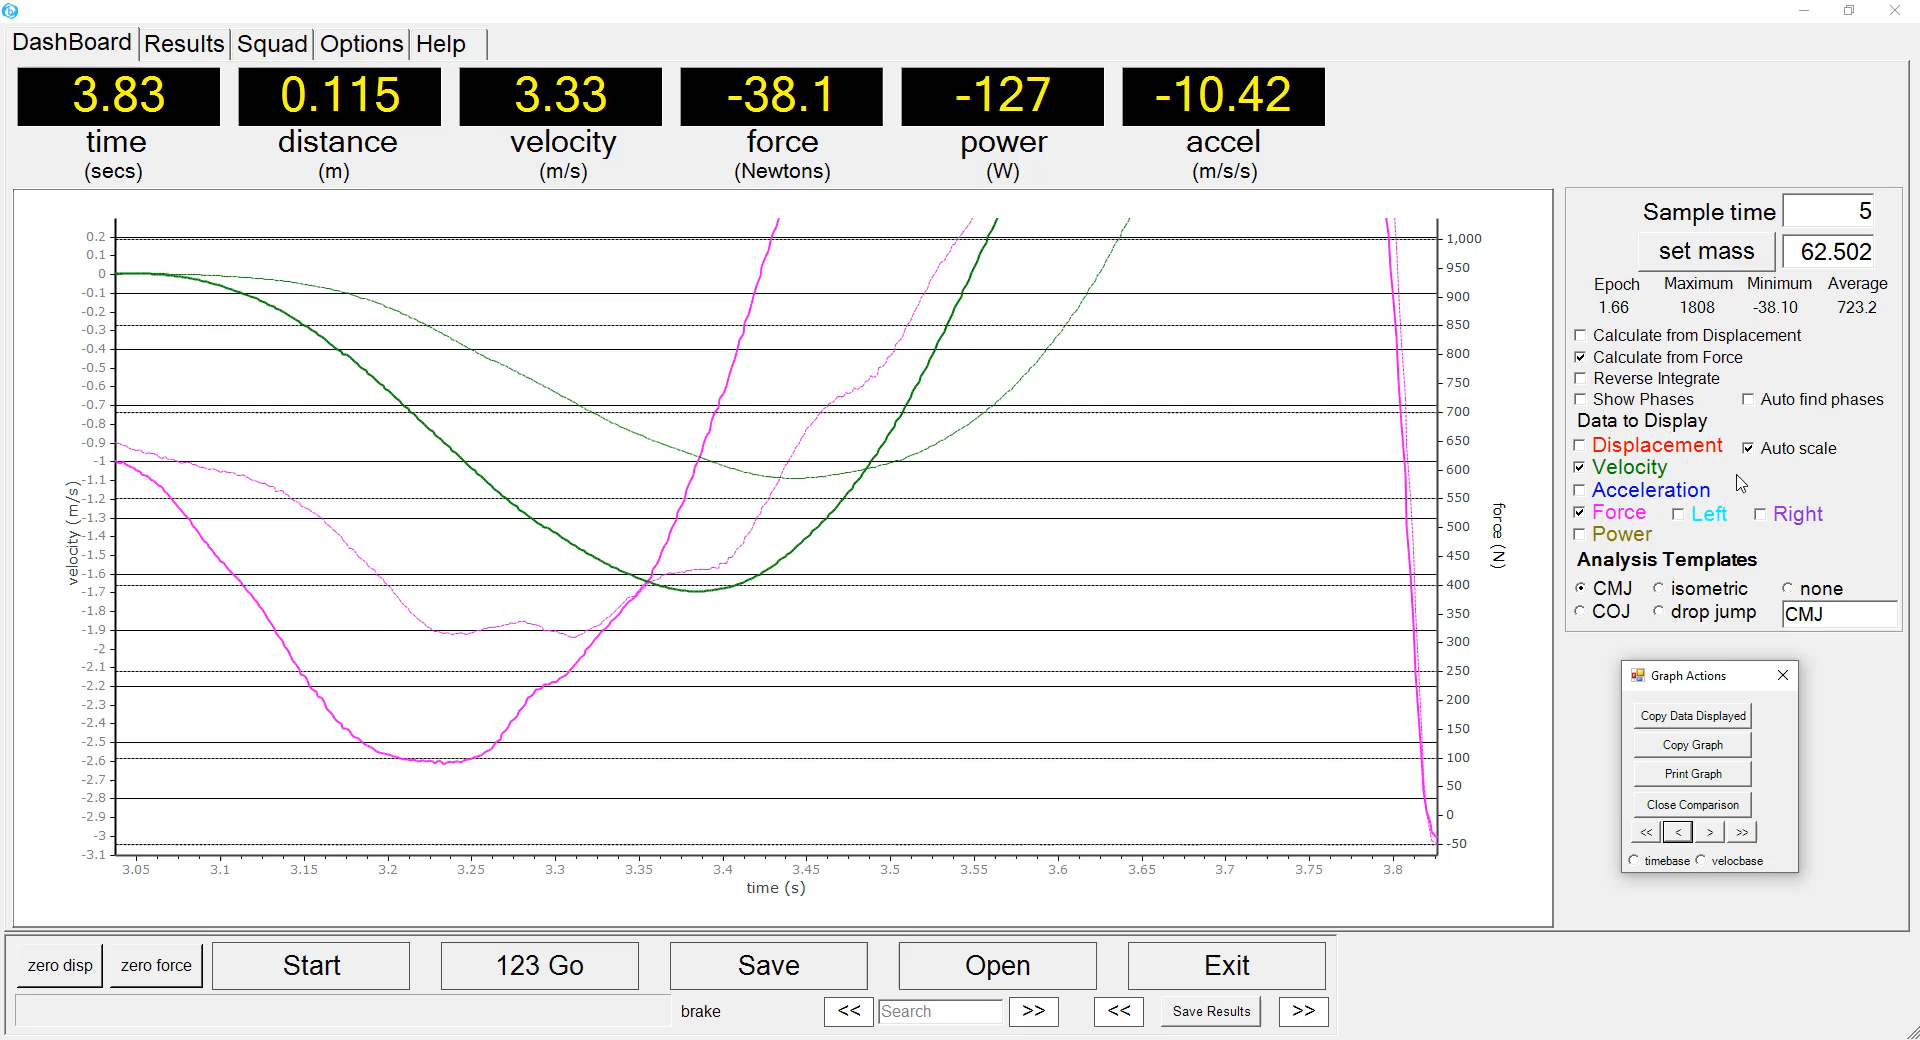 DashBoard Results Squad Options Help
3.83 0.115 3.33 -38.1 -127 -10.42
time distance velocity force power accel
(secs) (m) (m/s) (Newtons) (W) (m/s/s)
Sample time 5
set mass 62.502
Epoch Maximum Minimum Average
1.66 1808 -38.10 723.2
Calculate from Displacement
Calculate from Force
Reverse Integrate
Show Phases Auto find phases
Data to Display
Displacement Auto scale
Velocity
Acceleration
Force Left Right
Power
Analysis Templates
CMJ isometric none
COJ drop jump CMJ
0.2
0.1
0
-0.1
-0.2
-0.3
-0.4
-0.5
-0.6
-0.7
-0.8
-0.9
-1
-1.1
-1.2
-1.3
-1.4
-1.5
-1.6
-1.7
-1.8
-1.9
-2
-2.1
-2.2
-2.3
-2.4
-2.5
-2.6
-2.7
-2.8
-2.9
-3
-3.1
velocity (m/s)
1,000
950
900
850
800
750
700
650
600
550
500
450
400
350
300
250
200
150
100
50
0
-50
force (N)
3.05 3.1 3.15 3.2 3.25 3.3 3.35 3.4 3.45 3.5 3.55 3.6 3.65 3.7 3.75 3.8
time (s)
Graph Actions
Copy Data Displayed
Copy Graph
Print Graph
Close Comparison
<< < > >>
timebase velocbase
zero disp zero force Start 123 Go Save Open Exit
brake << Search >> << Save Results >>